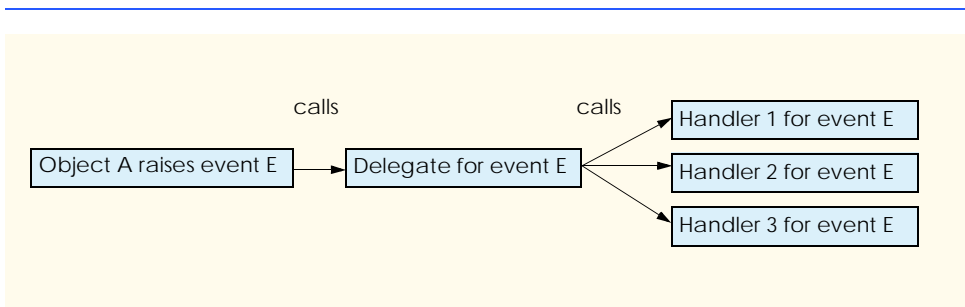 calls
calls
Object A raises event E
Delegate for event E
Handler 1 for event E
Handler 2 for event E
Handler 3 for event E